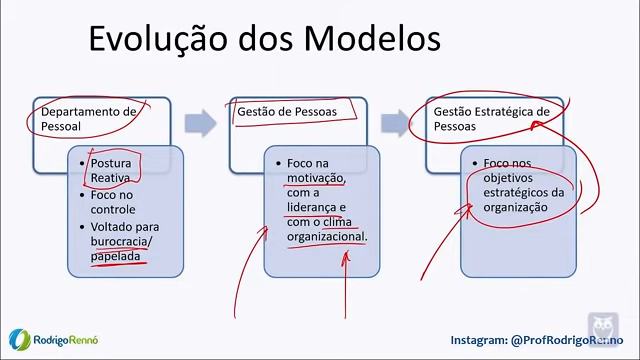 Evolução dos Modelos
Departamento de
Pessoal
• Postura
Reativa
• Foco no
controle
• Voltado para
burocracia/
papelada
Gestão de Pessoas
• Foco na
motivação,
com a
liderança e
com o clima
organizacional.
Gestão Estratégica de
Pessoas
• Foco nos
objetivos
estratégicos da
organização
RodrigoRennó
Instagram: @ProfRodrigoRenno